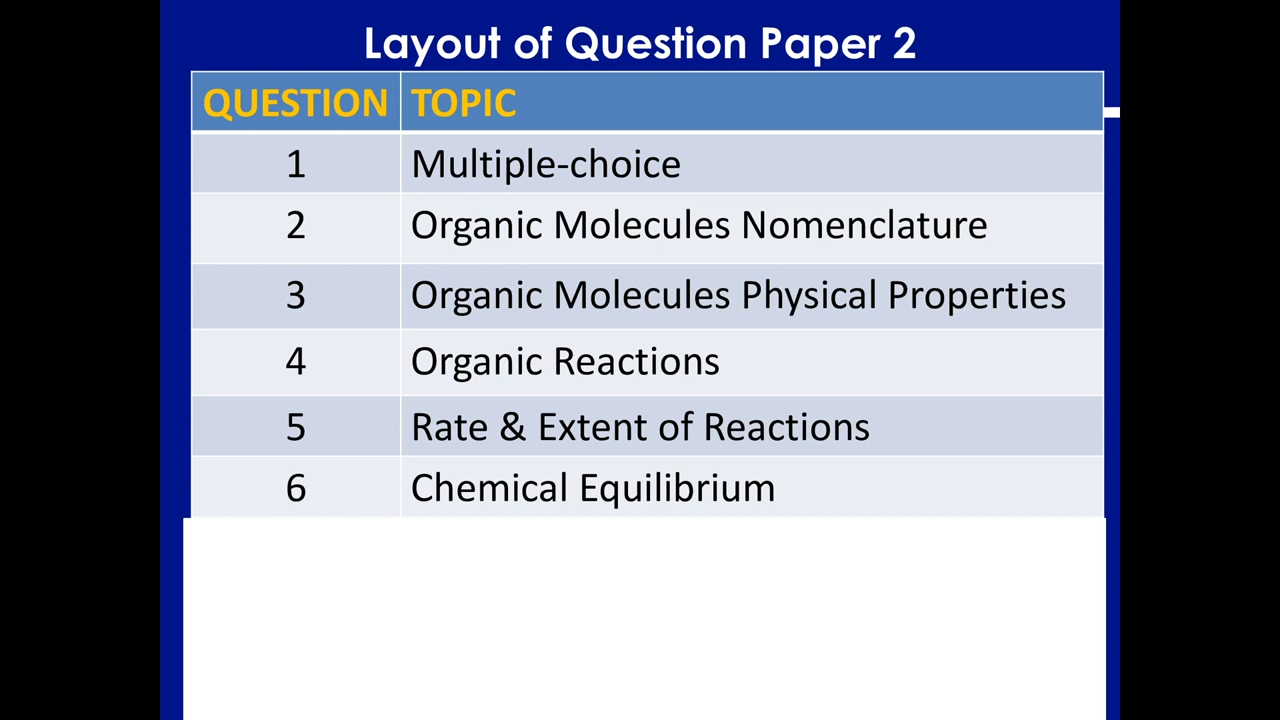 Layout of Question Paper 2
QUESTION TOPIC
1 Multiple-choice
2 Organic Molecules Nomenclature
3 Organic Molecules Physical Properties
4 Organic Reactions
5 Rate & Extent of Reactions
6 Chemical Equilibrium